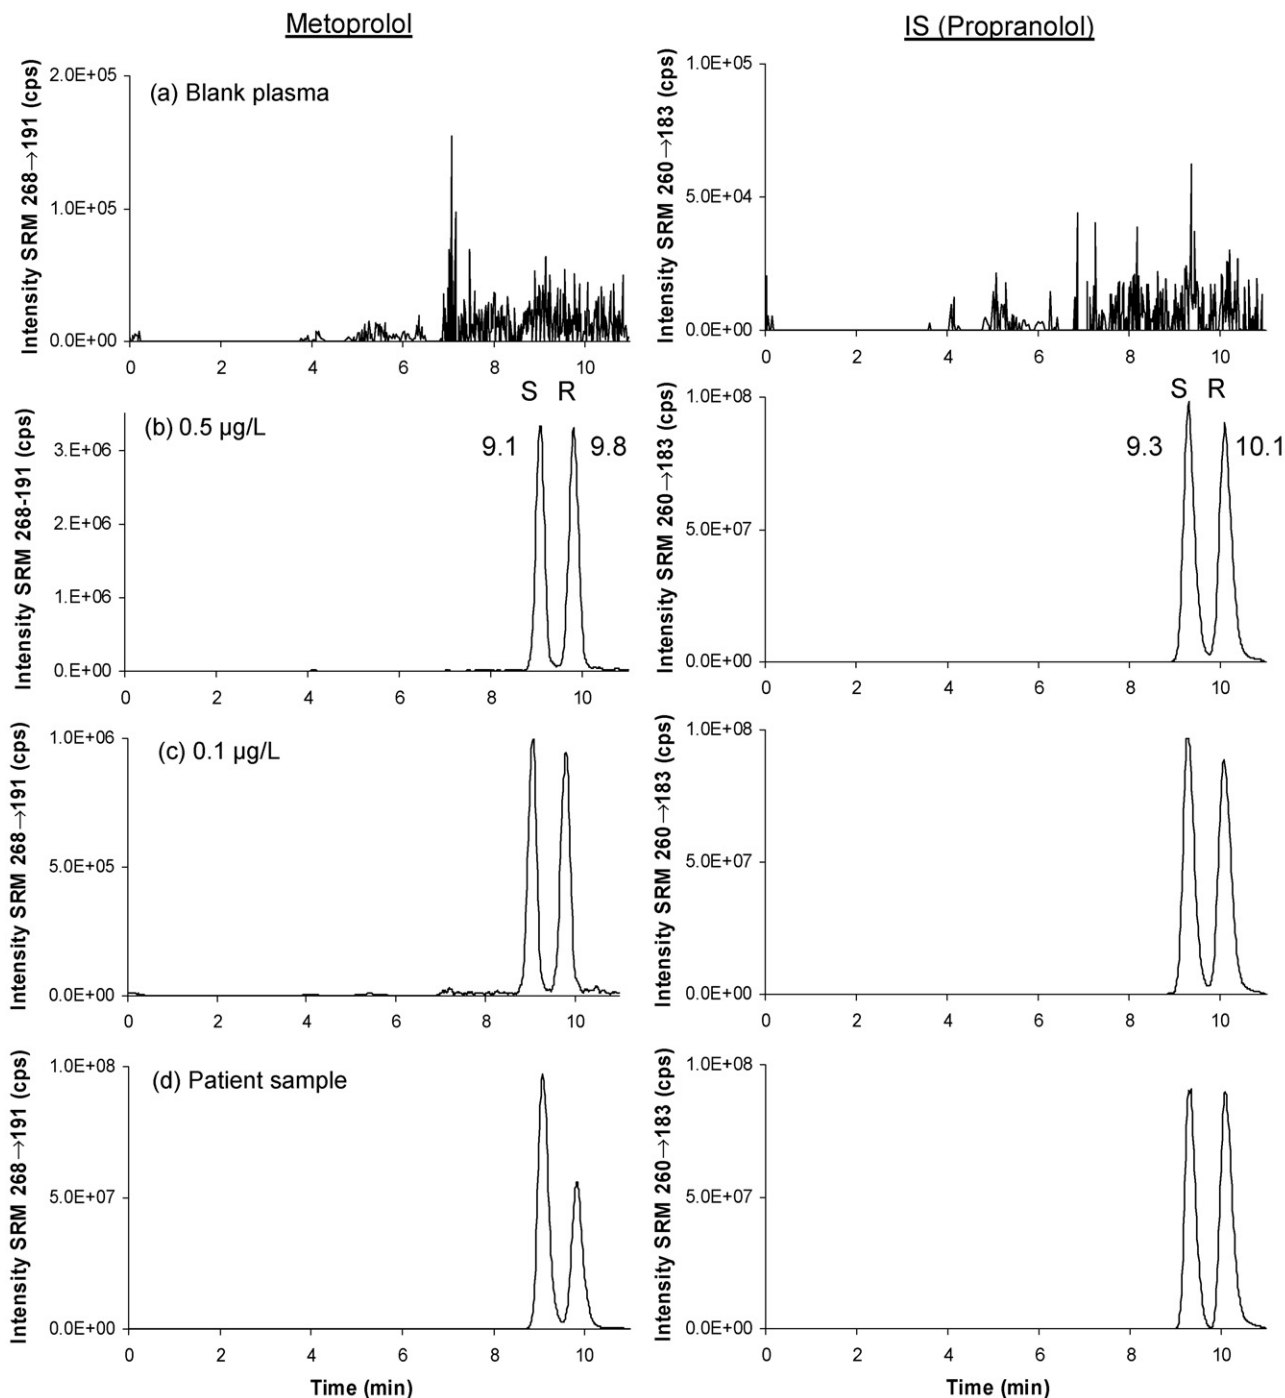 Metoprolol
IS (Propranolol)
Intensity SRM 268→191 (cps)
2.0E+05
1.0E+05
0.0E+00
(a) Blank plasma
0 2 4 6 8 10
Intensity SRM 260→183 (cps)
1.0E+05
5.0E+04
0.0E+00
0 2 4 6 8 10
Intensity SRM 268-191 (cps)
3.E+06
2.E+06
1.E+06
0.E+00
(b) 0.5 µg/L
S R
9.1 9.8
0 2 4 6 8 10
Intensity SRM 260→183 (cps)
1.0E+08
5.0E+07
0.0E+00
S R
9.3 10.1
0 2 4 6 8 10
Intensity SRM 268→191 (cps)
1.0E+06
5.0E+05
0.0E+00
(c) 0.1 µg/L
0 2 4 6 8 10
Intensity SRM 260→183 (cps)
1.0E+08
5.0E+07
0.0E+00
0 2 4 6 8 10
Intensity SRM 268→191 (cps)
1.0E+08
5.0E+07
0.0E+00
(d) Patient sample
0 2 4 6 8 10
Time (min)
Intensity SRM 260→183 (cps)
1.0E+08
5.0E+07
0.0E+00
0 2 4 6 8 10
Time (min)